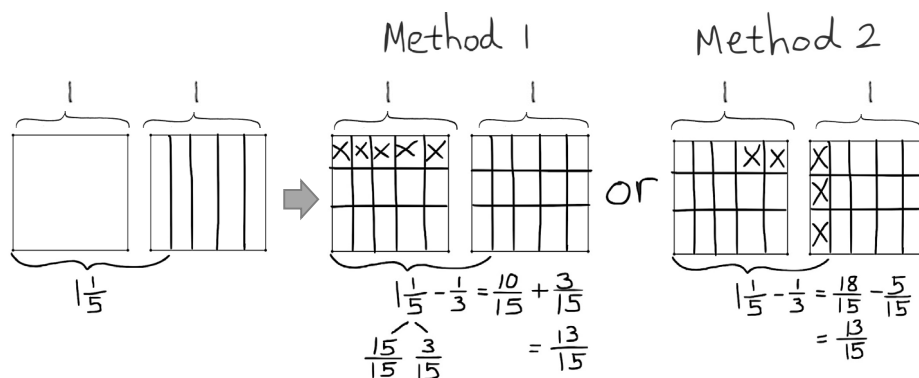 Method 1
Method 2
1 1
1 1
1 1
X X X X X
or
X X X
X
X
1 1/5
1 1/5 - 1/3 = 10/15 + 3/15
15/15 3/15
= 13/15
1 1/5 - 1/3 = 18/15 - 5/15
= 13/15